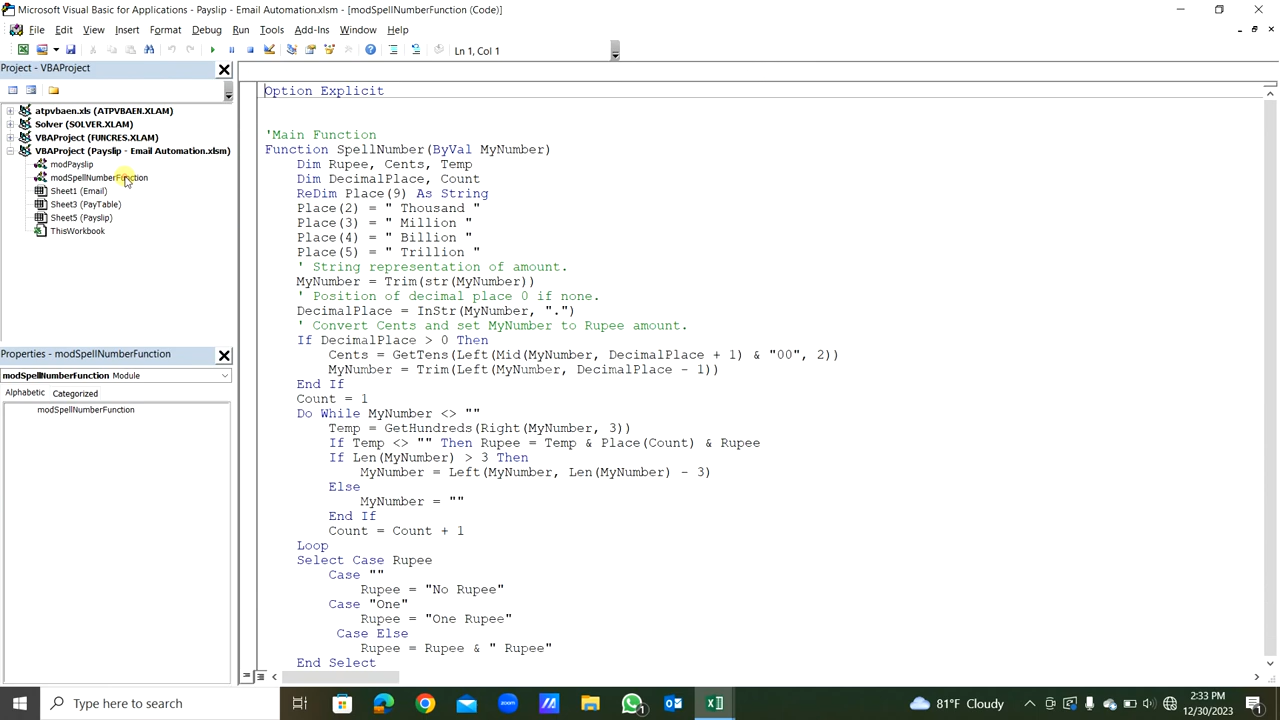 Microsoft Visual Basic for Applications - Payslip - Email Automation.xlsm - [modSpellNumberFunction (Code)]
File Edit View Insert Format Debug Run Tools Add-Ins Window Help
Ln 1, Col 1
Project - VBAProject
atpvbaen.xls (ATPVBAEN.XLAM)
Solver (SOLVER.XLAM)
VBAProject (FUNCRES.XLAM)
VBAProject (Payslip - Email Automation.xlsm)
modPayslip
modSpellNumberFunction
Sheet1 (Email)
Sheet3 (PayTable)
Sheet5 (Payslip)
ThisWorkbook
Properties - modSpellNumberFunction
modSpellNumberFunction Module
Alphabetic Categorized
modSpellNumberFunction
Option Explicit
'Main Function
Function SpellNumber(ByVal MyNumber)
Dim Rupee, Cents, Temp
Dim DecimalPlace, Count
ReDim Place(9) As String
Place(2) = " Thousand "
Place(3) = " Million "
Place(4) = " Billion "
Place(5) = " Trillion "
' String representation of amount.
MyNumber = Trim(str(MyNumber))
' Position of decimal place 0 if none.
DecimalPlace = InStr(MyNumber, ".")
' Convert Cents and set MyNumber to Rupee amount.
If DecimalPlace > 0 Then
Cents = GetTens(Left(Mid(MyNumber, DecimalPlace + 1) & "00", 2))
MyNumber = Trim(Left(MyNumber, DecimalPlace - 1))
End If
Count = 1
Do While MyNumber <> ""
Temp = GetHundreds(Right(MyNumber, 3))
If Temp <> "" Then Rupee = Temp & Place(Count) & Rupee
If Len(MyNumber) > 3 Then
MyNumber = Left(MyNumber, Len(MyNumber) - 3)
Else
MyNumber = ""
End If
Count = Count + 1
Loop
Select Case Rupee
Case ""
Rupee = "No Rupee"
Case "One"
Rupee = "One Rupee"
Case Else
Rupee = Rupee & " Rupee"
End Select
Type here to search
81°F Cloudy
2:33 PM
12/30/2023